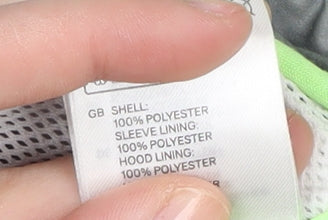 GB SHELL:
100% POLYESTER
SLEEVE LINING:
100% POLYESTER
HOOD LINING:
100% POLYESTER